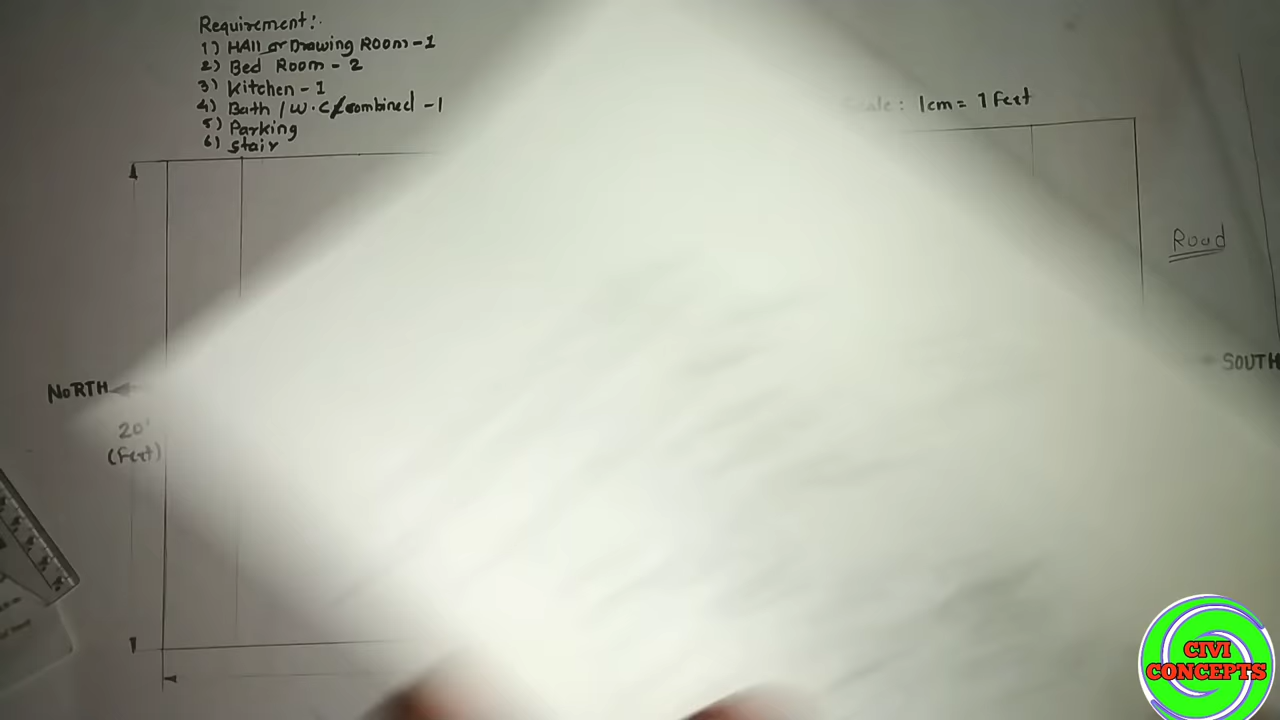 Requirement:
1) HAll or Drawing Room - 1
2) Bed Room - 2
3) Kitchen - 1
4) Bath / W.C / combined - 1
5) Parking
6) Stair
: 1cm = 1 Feet
Road
NORTH
SOUTH
20'
(Feet)
CIVI
CONCEPTS